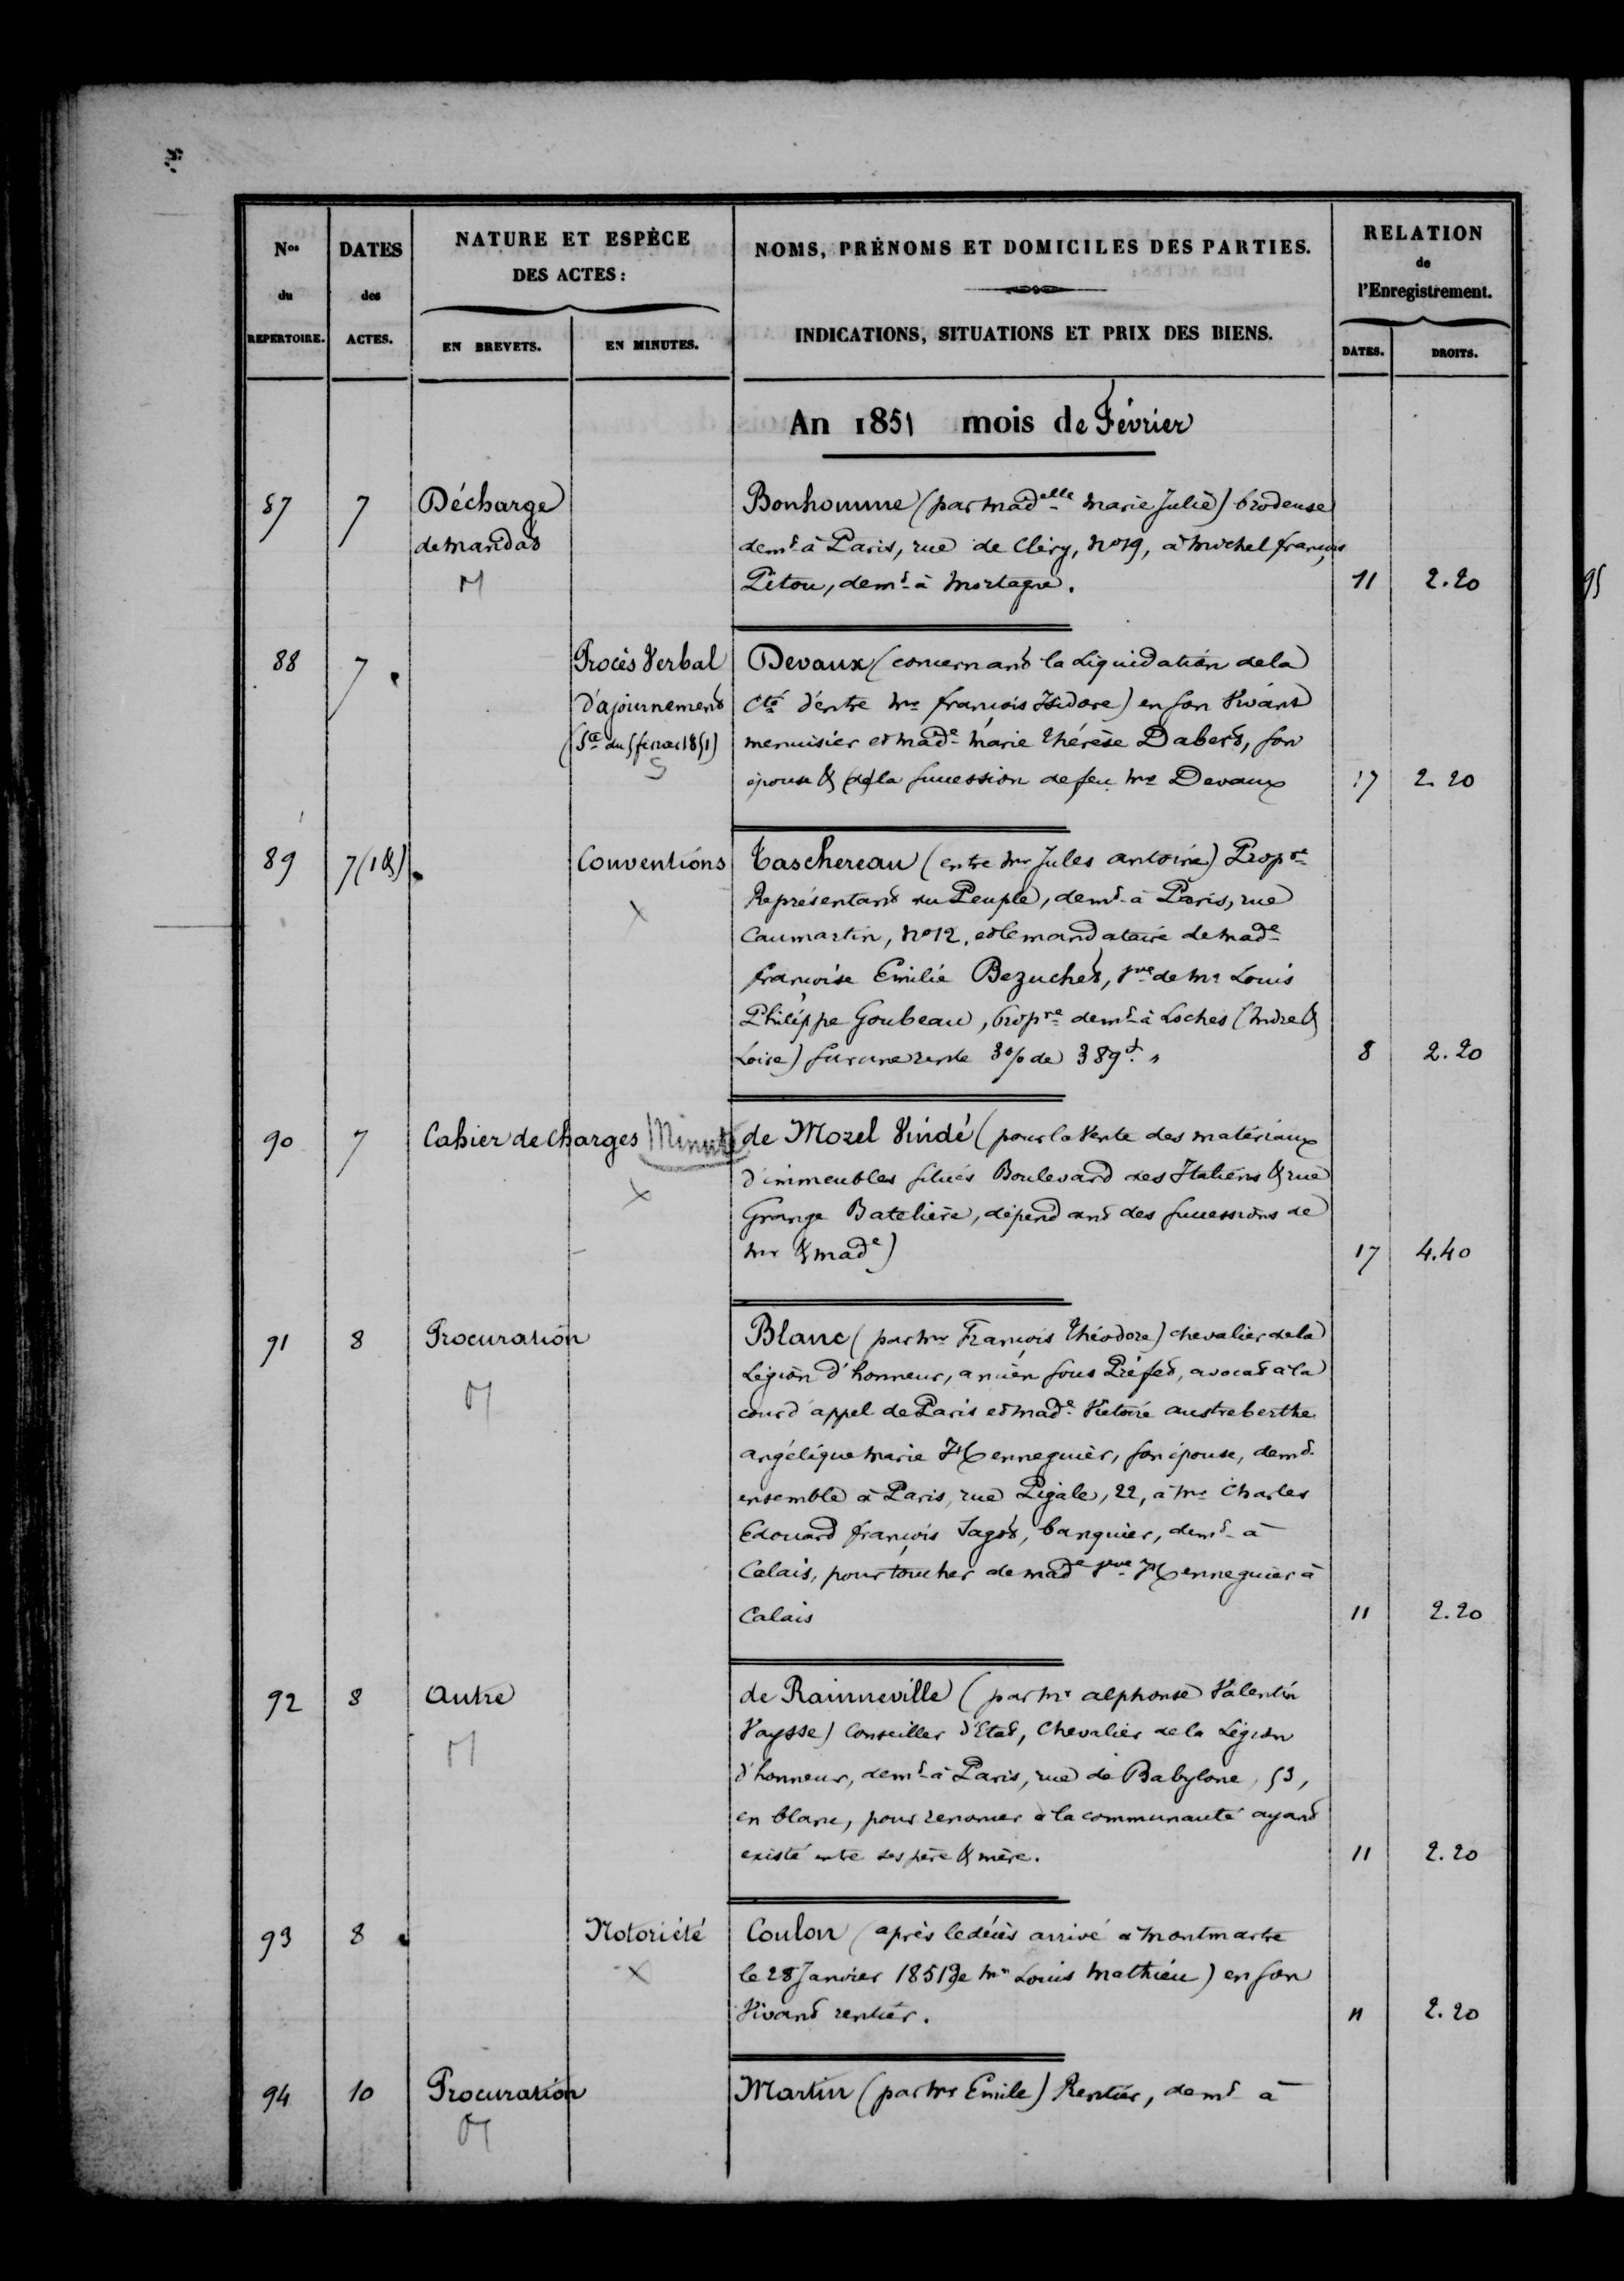 Nos du REPERTOIRE.
DATES des ACTES.
NATURE ET ESPÈCE DES ACTES:
EN BREVETS.
EN MINUTES.
NOMS, PRÉNOMS ET DOMICILES DES PARTIES.
INDICATIONS, SITUATIONS ET PRIX DES BIENS.
RELATION de l'Enregistrement.
DATES.
DROITS.
An 1851 mois de Février
87 7 Décharge Bonhomme (par madelle marie Julie) brodeuse
de mandat demt à Paris, rue de Cléry, no 19, à michel françois
M Pitou, demt à mortagne. 11 2.20
95
88 7 Procès Verbal Devaux (concernant la Liquidation de la
d'ajournement Cté d'entre mr françois Isidore) en son Vivant
(Ste du 5 février 1851) menuisier et made marie thérèse Dabert, son
S épouse & de la succession de feu mr Devaux 17 2.20
89 7 (1&) Conventions Taschereau (entre mr Jules antoine) Propre
X Représentant du Peuple, demt à Paris, rue
Caumartin, no 12, et le mandataire de made
françoise Emilie Bezuchet, vve de mr Louis
Philippe Goubeau, propre demt à Loches (Indre &
Loire) sur une rente 3 % de 389 f. "  8 2.20
90 7 Cahier de charges Minute de Morel Vindé (pour la Vente des matériaux
X d'immeubles situés Boulevard des Italiens & rue
Grange Batelière, dépendant des successions de
mr & made) 17 4.40
91 8 Procuration Blanc (par mr François théodore) chevalier de la
M Légion d'honneur, ancien sous Préfet, avocat à la
cour d'appel de Paris et made Victoire austreberthe
angélique marie Hennequier, son épouse, demt
ensemble à Paris, rue Pigale, 22, à mr Charles
Edouard françois Sagot, banquier, demt à
Calais, pour toucher de made vve Hennequier à
Calais 11 2.20
92 8 Autre de Rainneville (par mr alphonse Valentin
M Vaysse) Conseiller d'Etat, Chevalier de la Légion
d'honneur, demt à Paris, rue de Babylone, 53,
en blanc, pour renoncer à la communauté ayant
existé entre ses père & mère. 11 2.20
93 8 Notoriété Coulon (après le décès arrivé à montmartre
X le 28 Janvier 1851 de mr Louis Mathieu) en son
Vivant rentier. 11 2.20
94 10 Procuration Martin (par mr Emile) Rentier, demt à
M